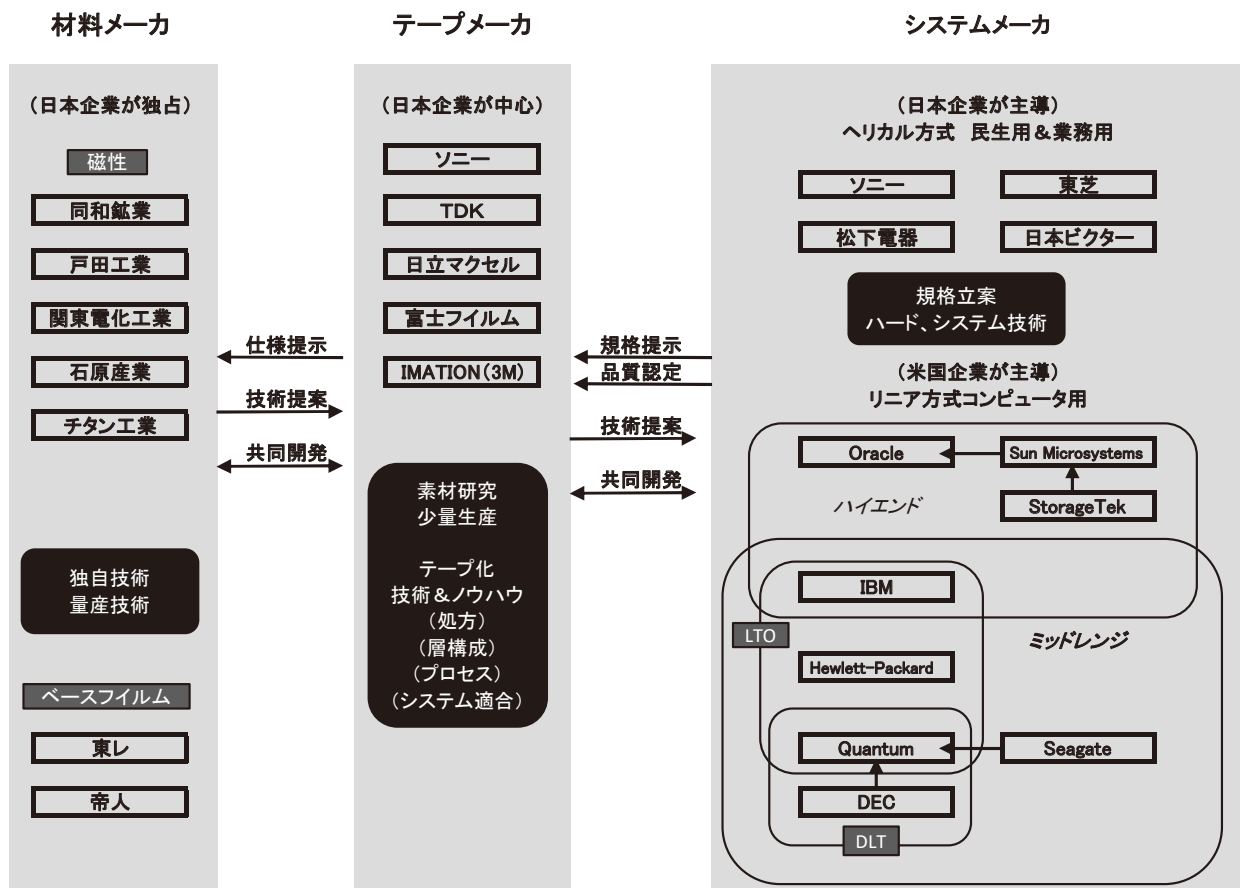 材料メーカ
テープメーカ
システムメーカ
（日本企業が独占）
磁性
同和鉱業
戸田工業
関東電化工業
石原産業
チタン工業
独自技術
量産技術
ベースフイルム
東レ
帝人
仕様提示
技術提案
共同開発
（日本企業が中心）
ソニー
TDK
日立マクセル
富士フイルム
IMATION（3M）
素材研究
少量生産
テープ化
技術＆ノウハウ
（処方）
（層構成）
（プロセス）
（システム適合）
規格提示
品質認定
技術提案
共同開発
（日本企業が主導）
ヘリカル方式　民生用＆業務用
ソニー
東芝
松下電器
日本ビクター
規格立案
ハード、システム技術
（米国企業が主導）
リニア方式コンピュータ用
Oracle
Sun Microsystems
ハイエンド
StorageTek
IBM
LTO
ミッドレンジ
Hewlett-Packard
Quantum
Seagate
DEC
DLT